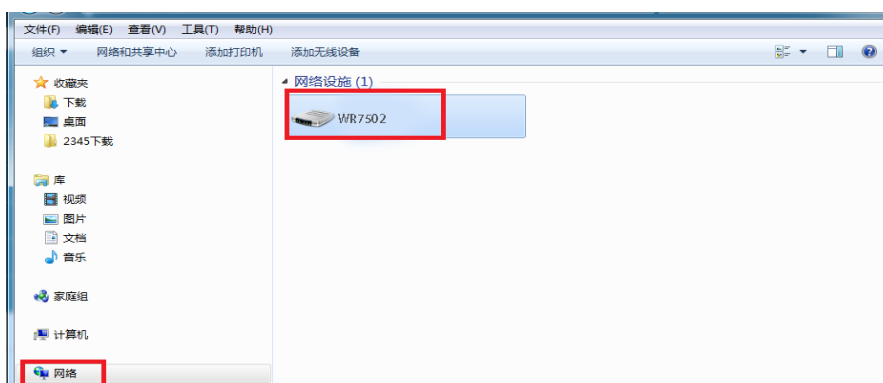 文件(F) 编辑(E) 查看(V) 工具(T) 帮助(H)
组织 网络和共享中心 添加打印机 添加无线设备
收藏夹
下载
桌面
2345下载
库
视频
图片
文档
音乐
家庭组
计算机
网络
网络设施 (1)
WR7502